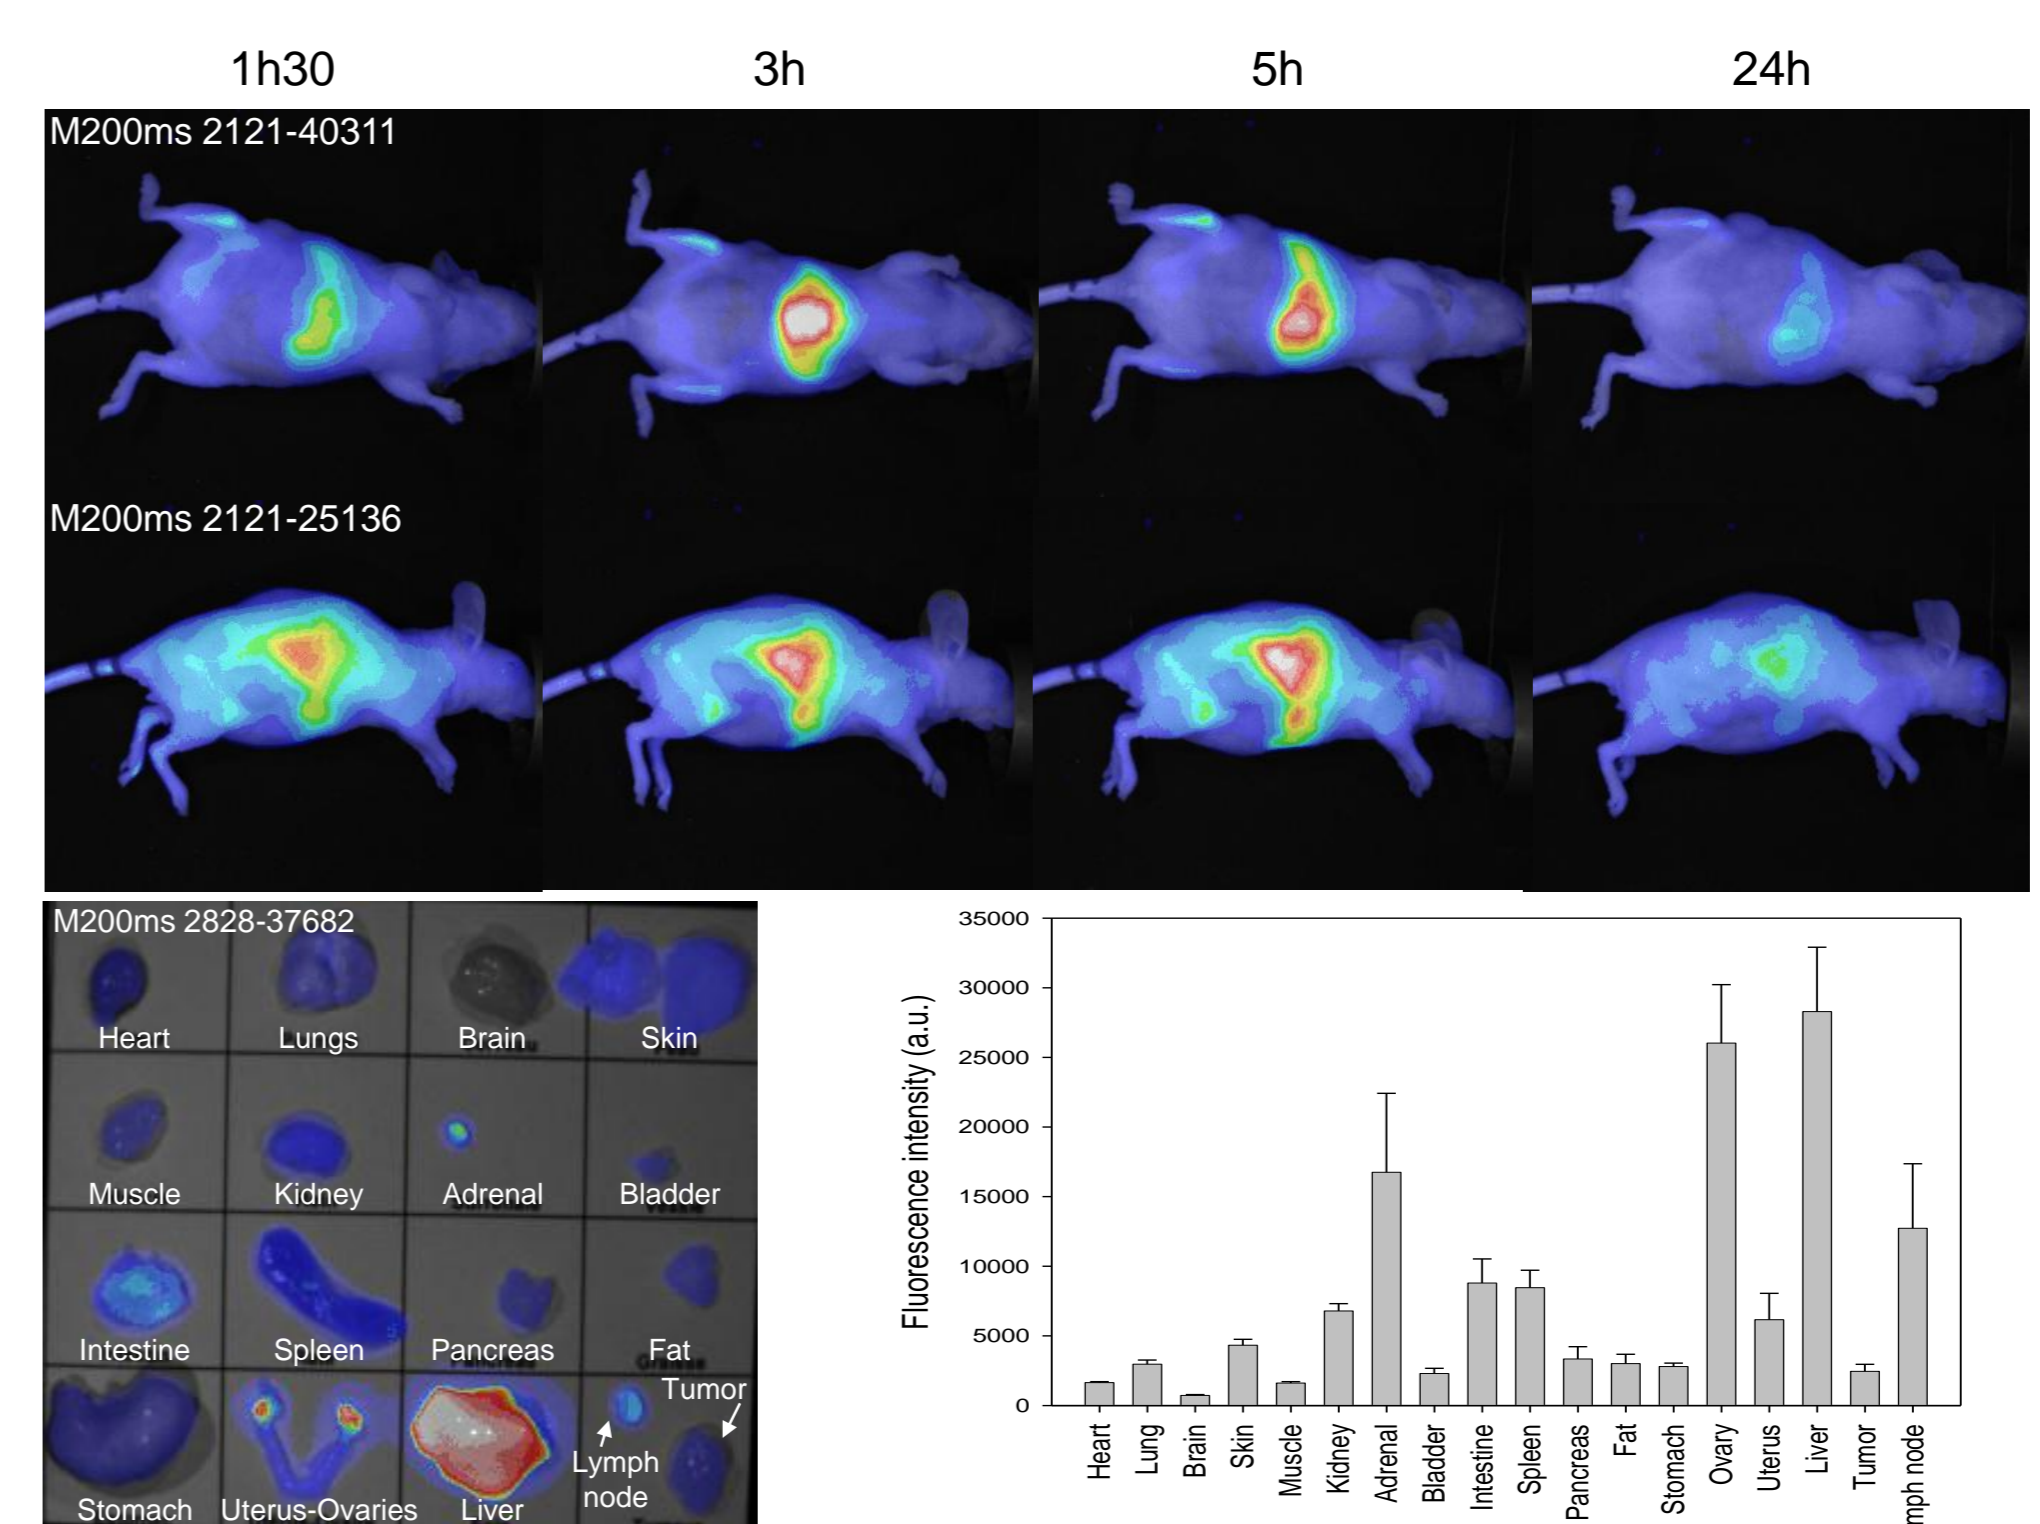 1h30 3h 5h 24h
M200ms 2121-40311
M200ms 2121-25136
M200ms 2828-37682
Heart Lungs Brain Skin
Muscle Kidney Adrenal Bladder
Intestine Spleen Pancreas Fat
Tumor
Lymph
node
Stomach Uterus-Ovaries Liver
35000
30000
25000
20000
15000
10000
5000
0
Fluorescence intensity (a.u.)
Heart
Lung
Brain
Skin
Muscle
Kidney
Adrenal
Bladder
Intestine
Spleen
Pancreas
Fat
Stomach
Ovary
Uterus
Liver
Tumor
mph node